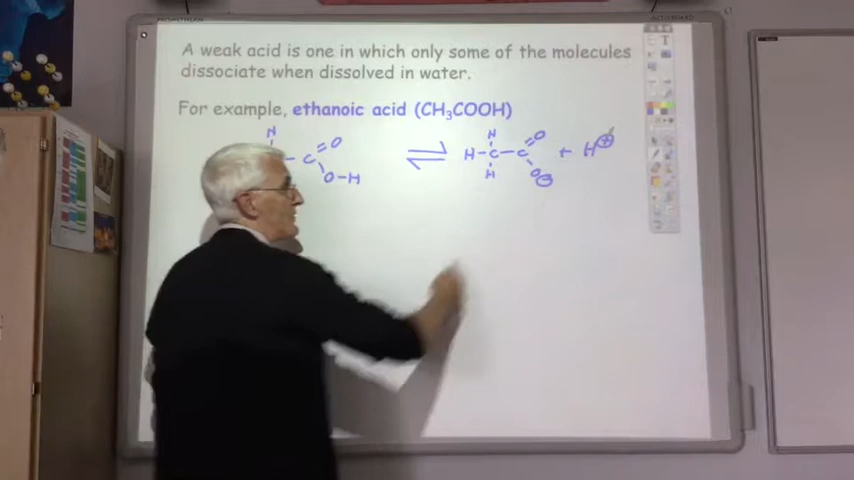 A weak acid is one in which only some of the molecules
dissociate when dissolved in water.
For example, ethanoic acid (CH₃COOH)
H H
C O O-H ⇌ H-C-C O O⊖ + H⊕
H
ACTIVBOARD